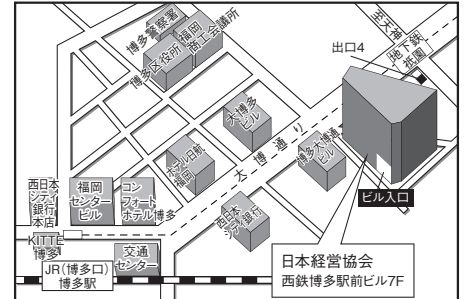 博多警察署
福岡
商工会議所
博多区役所
至天神
地下鉄
祇園
出口4
大博多
ビル
大博通り
ホテル日航
福岡
博多大博通
ビル
西日本
シティ
銀行
本店
福岡
センター
ビル
コン
フォート
ホテル博多
西日本
シティ銀行
ビル入口
KITTE
博多
交通
センター
JR(博多口)
博多駅
日本経営協会
西鉄博多駅前ビル7F